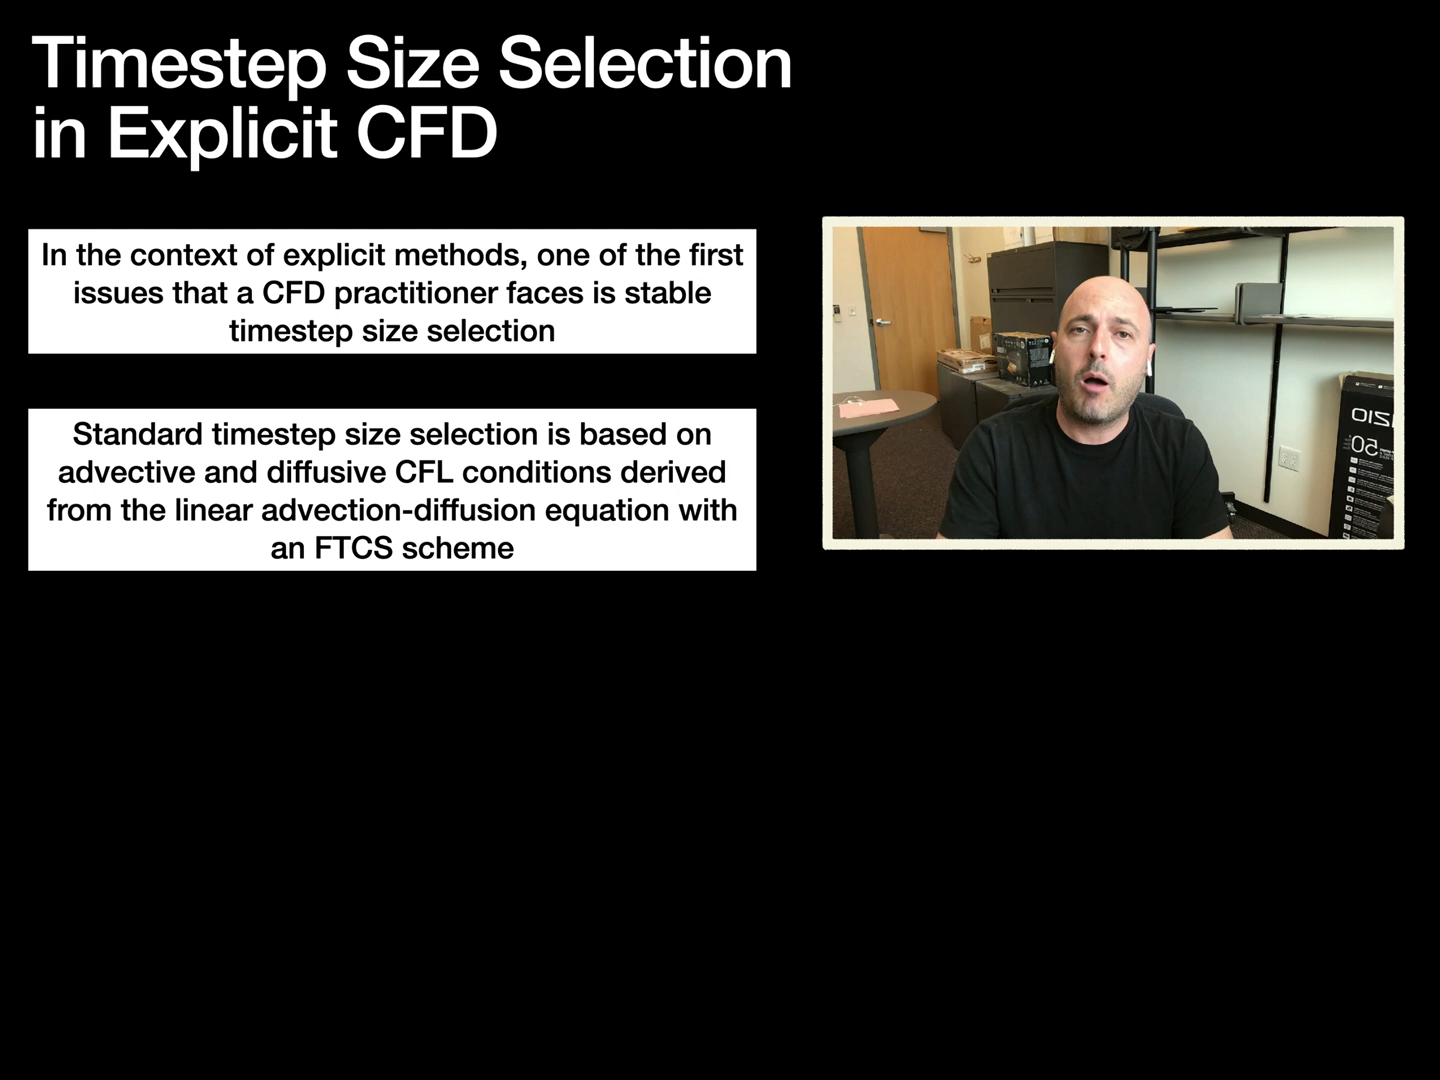 Timestep Size Selection
in Explicit CFD
In the context of explicit methods, one of the first
issues that a CFD practitioner faces is stable
timestep size selection
Standard timestep size selection is based on
advective and diffusive CFL conditions derived
from the linear advection-diffusion equation with
an FTCS scheme
50